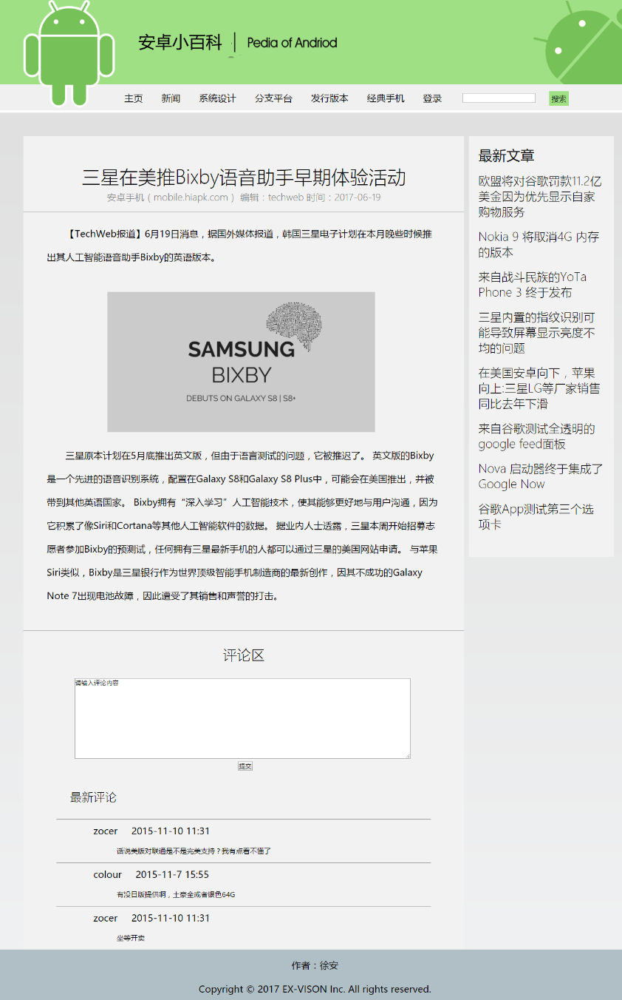 安卓小百科 | Pedia of Andriod
主页 新闻 系统设计 分支平台 发行版本 经典手机 登录 搜索
三星在美推Bixby语音助手早期体验活动
安卓手机（mobile.hiapk.com） 编辑：techweb 时间：2017-06-19
【TechWeb报道】6月19日消息，据国外媒体报道，韩国三星电子计划在本月晚些时候推
出其人工智能语音助手Bixby的英语版本。
SAMSUNG
BIXBY
DEBUTS ON GALAXY S8 | S8+
三星原本计划在5月底推出英文版，但由于语言测试的问题，它被推迟了。 英文版的Bixby
是一个先进的语音识别系统，配置在Galaxy S8和Galaxy S8 Plus中，可能会在美国推出，并被
带到其他英语国家。 Bixby拥有“深入学习”人工智能技术，使其能够更好地与用户沟通，因为
它积累了像Siri和Cortana等其他人工智能软件的数据。 据业内人士透露，三星本周开始招募志
愿者参加Bixby的预测试，任何拥有三星最新手机的人都可以通过三星的美国网站申请。 与苹果
Siri类似，Bixby是三星银行作为世界顶级智能手机制造商的最新创作，因其不成功的Galaxy
Note 7出现电池故障，因此遭受了其销售和声誉的打击。
评论区
请输入评论内容
提交
最新评论
zocer 2015-11-10 11:31
话说美版对联通是不是完美支持？我有点看不懂了
colour 2015-11-7 15:55
有没日版提供啊，土豪金或者银色64G
zocer 2015-11-10 11:31
坐等开卖
最新文章
欧盟将对谷歌罚款11.2亿
美金因为优先显示自家
购物服务
Nokia 9 将取消4G 内存
的版本
来自战斗民族的YoTa
Phone 3 终于发布
三星内置的指纹识别可
能导致屏幕显示亮度不
均的问题
在美国安卓向下，苹果
向上:三星LG等厂家销售
同比去年下滑
来自谷歌测试全透明的
google feed面板
Nova 启动器终于集成了
Google Now
谷歌App测试第三个选
项卡
作者：徐安
Copyright © 2017 EX-VISON Inc. All rights reserved.